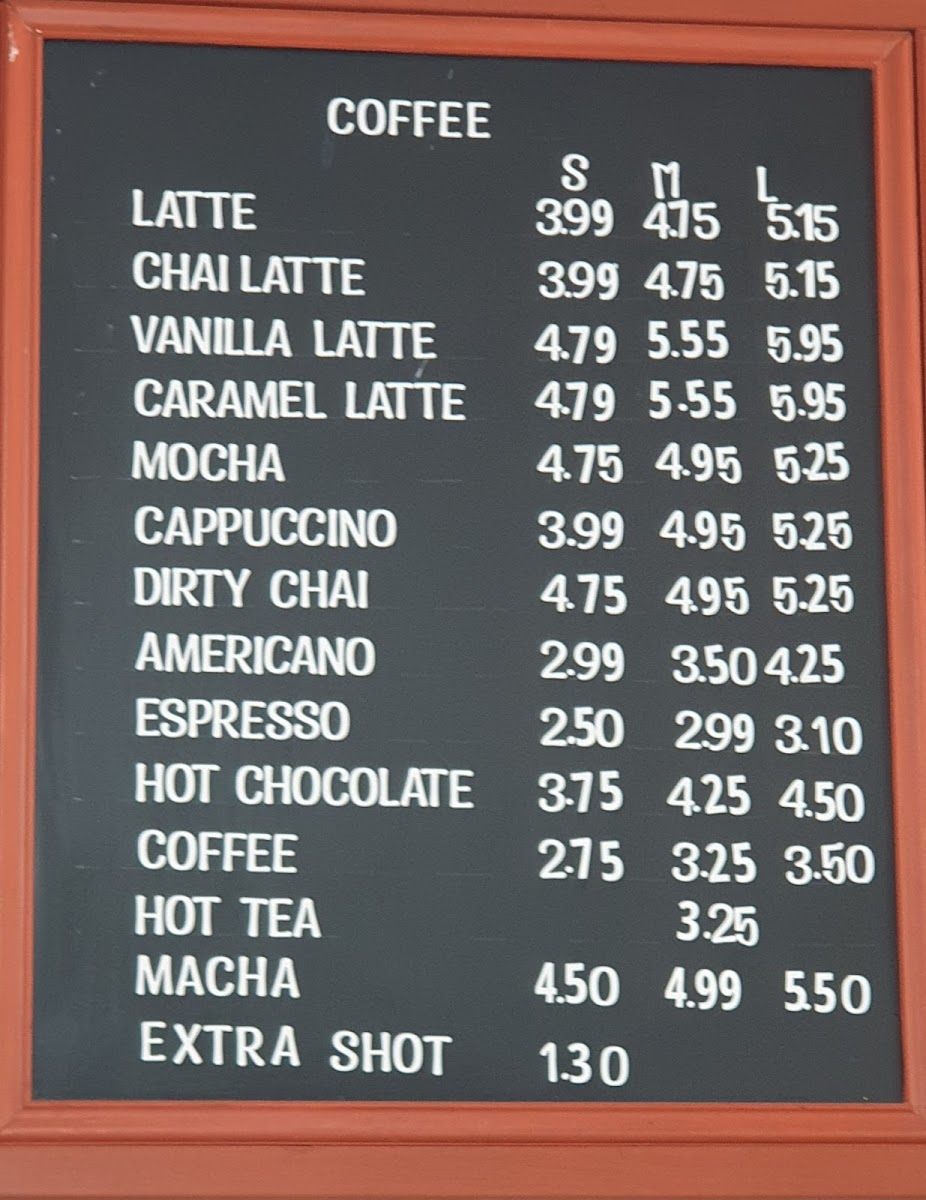 COFFEE
S M L
LATTE 3.99 4.75 5.15
CHAI LATTE 3.99 4.75 5.15
VANILLA LATTE 4.79 5.55 5.95
CARAMEL LATTE 4.79 5.55 5.95
MOCHA 4.75 4.95 5.25
CAPPUCCINO 3.99 4.95 5.25
DIRTY CHAI 4.75 4.95 5.25
AMERICANO 2.99 3.50 4.25
ESPRESSO 2.50 2.99 3.10
HOT CHOCOLATE 3.75 4.25 4.50
COFFEE 2.75 3.25 3.50
HOT TEA 3.25
MACHA 4.50 4.99 5.50
EXTRA SHOT 1.30